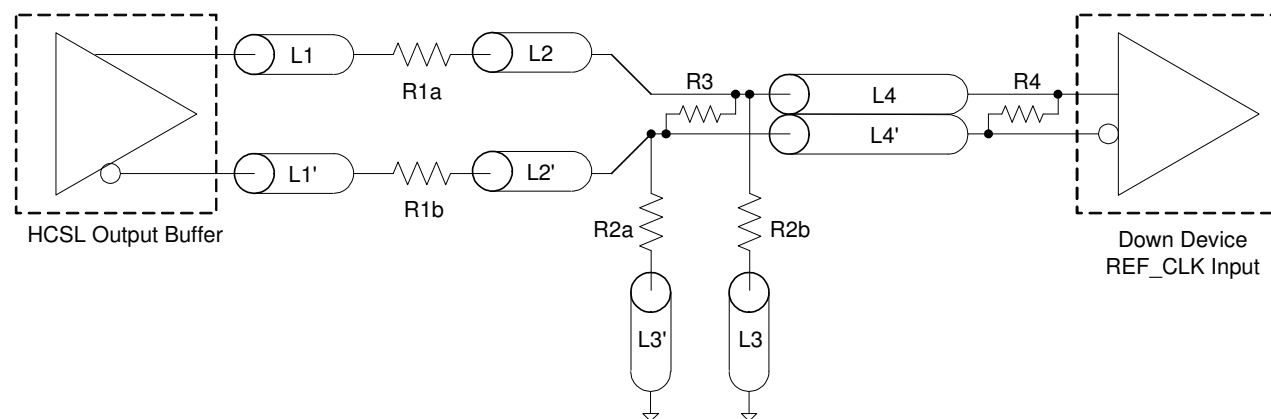 L1
R1a
L2
R3
L4
R4
L4'
L1'
R1b
L2'
HCSL Output Buffer
R2a
R2b
Down Device
REF_CLK Input
L3'
L3